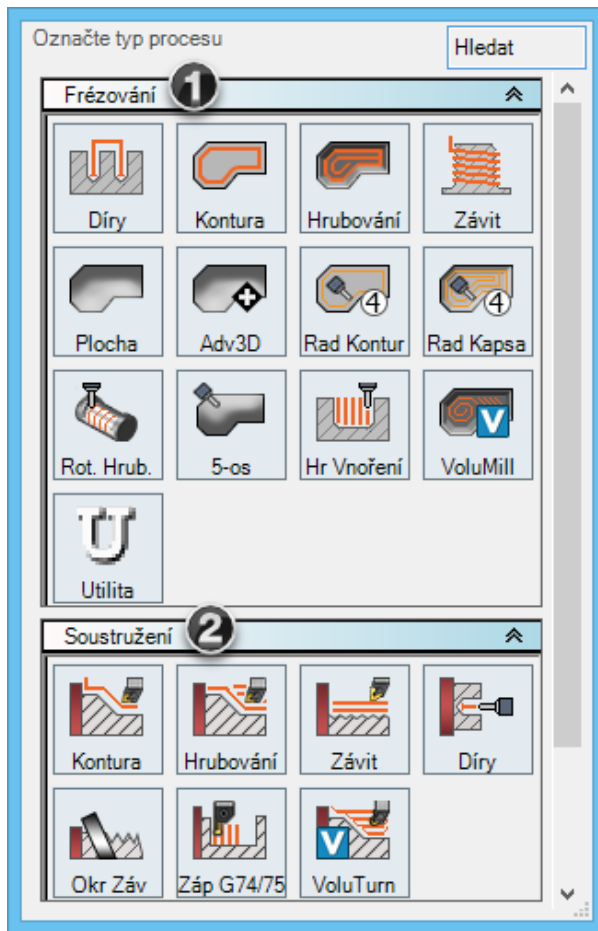 Označte typ procesu
Hledat
Frézování 1
Díry Kontura Hrubování Závit
Plocha Adv3D Rad Kontur Rad Kapsa
4 4
Rot. Hrub. 5-os Hr Vnoření VoluMill
V
Utilita
Soustružení 2
Kontura Hrubování Závit Díry
Okr Záv Záp G74/75 VoluTurn
V